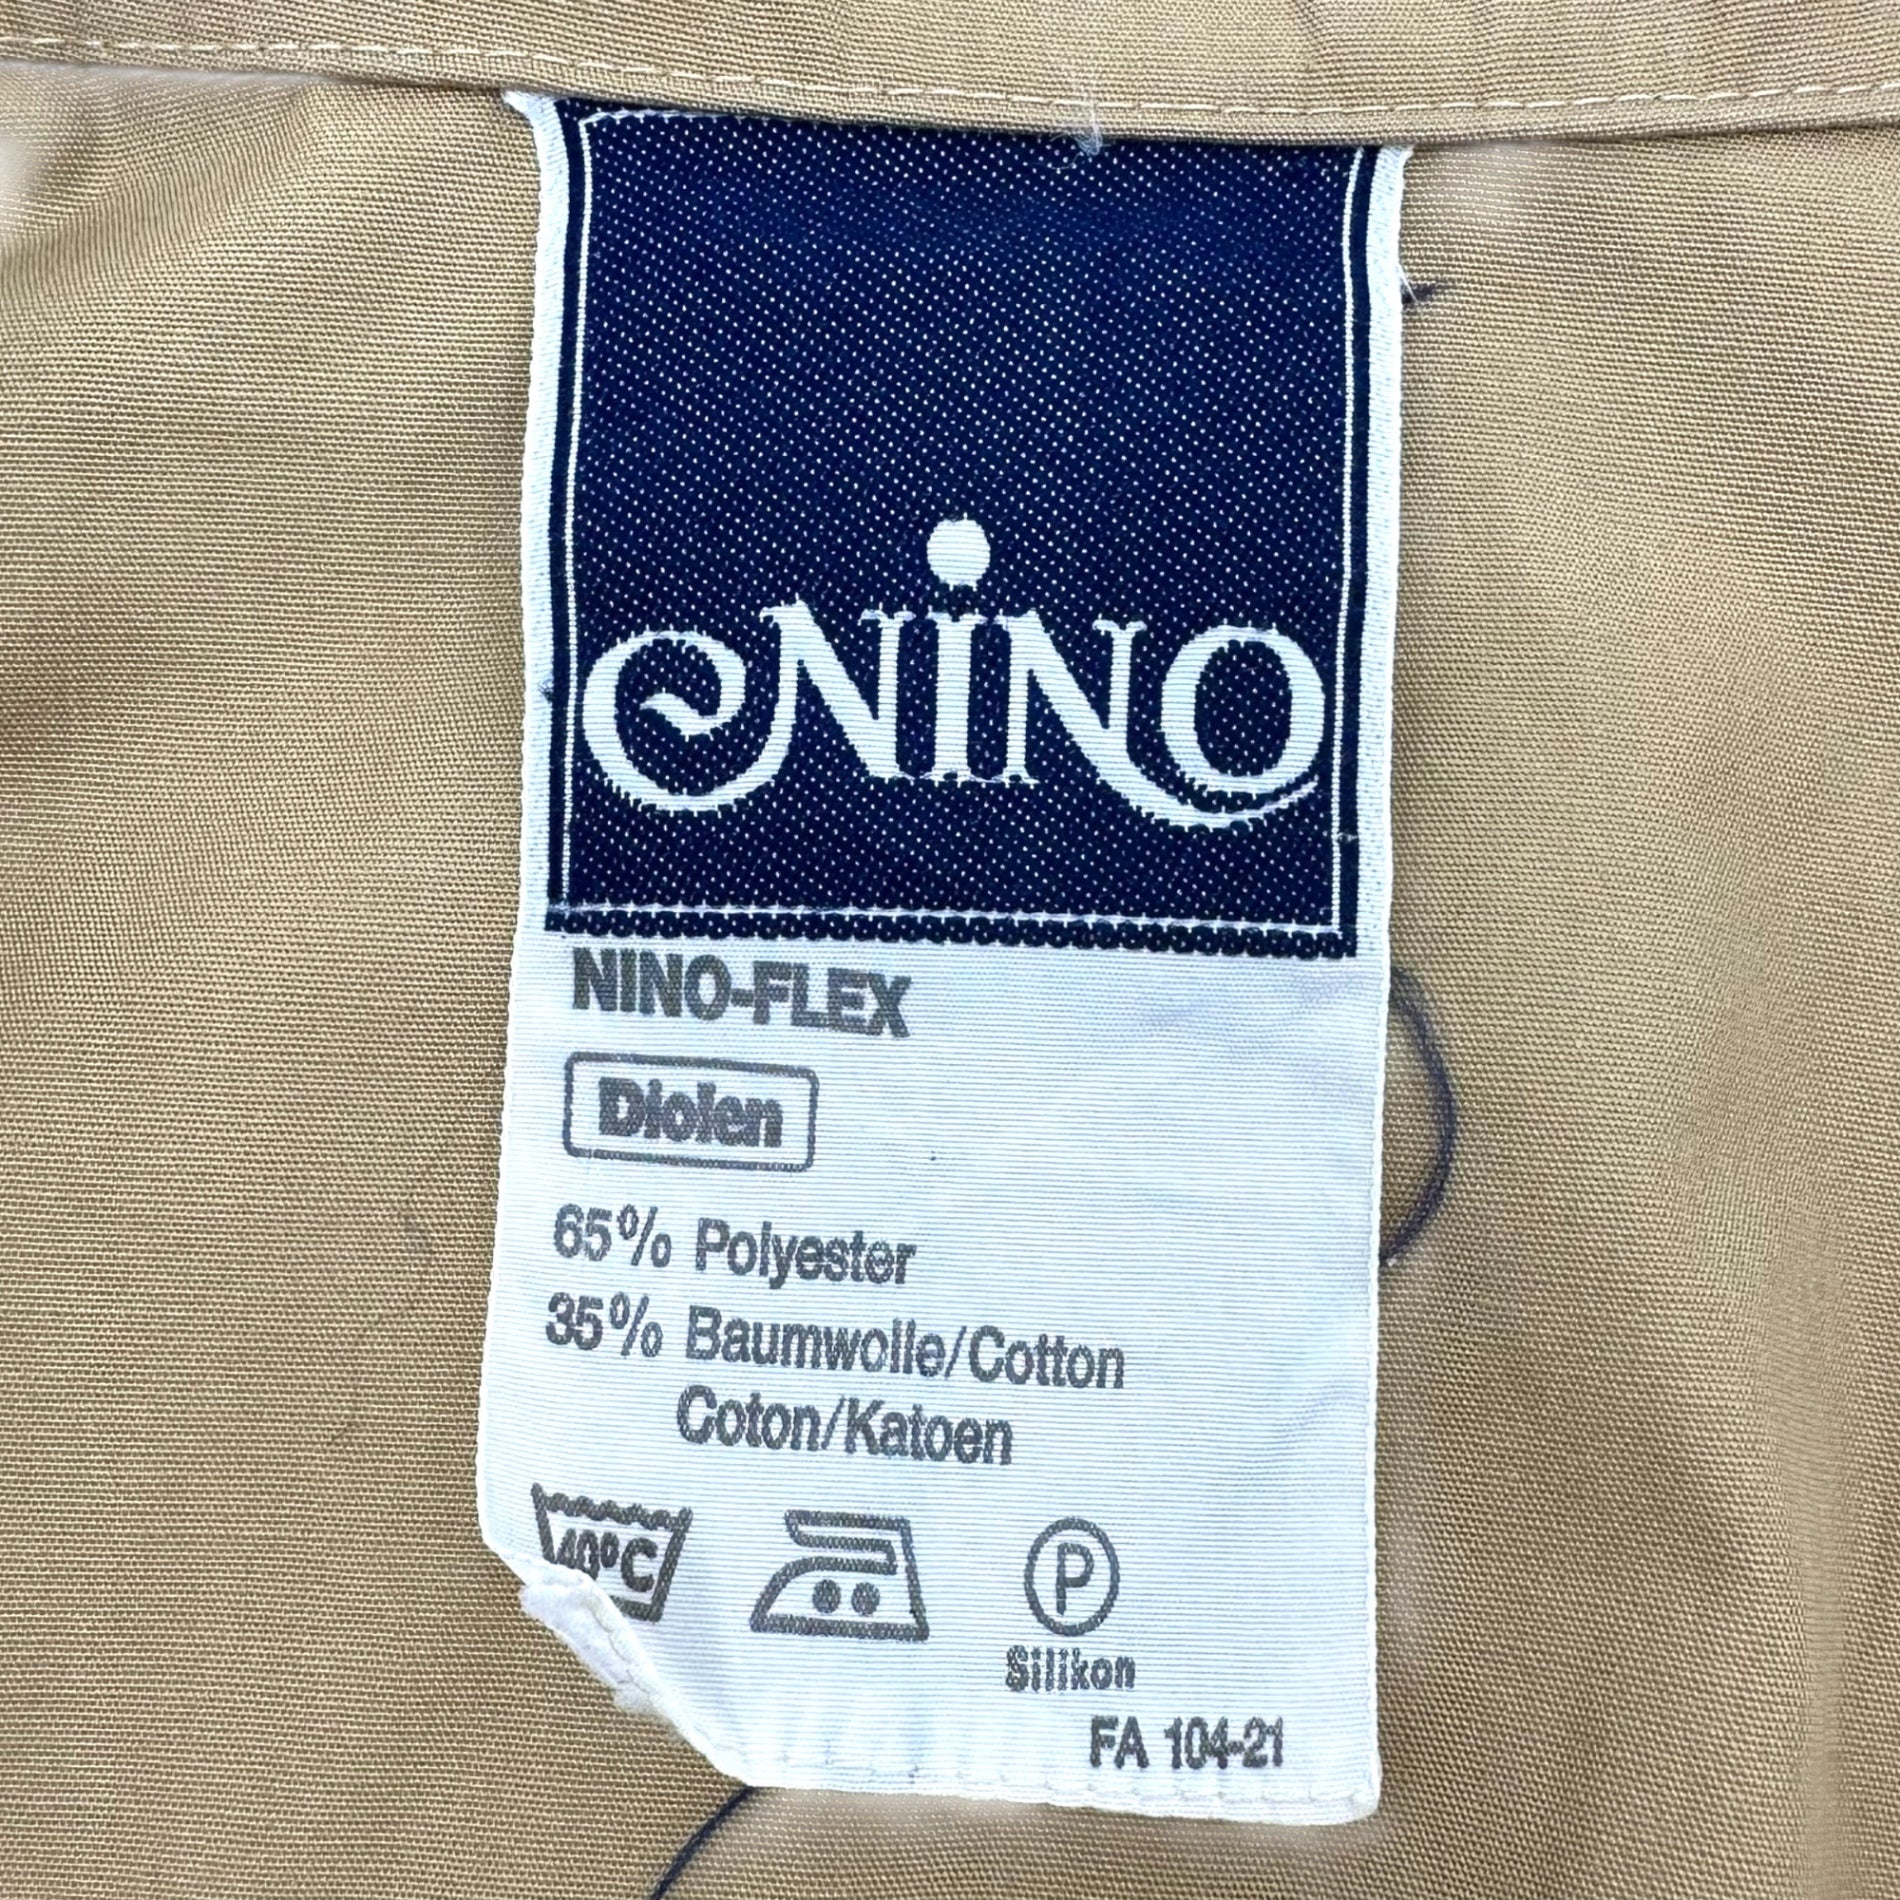 NINO
NINO-FLEX
Diolen
65% Polyester
35% Baumwolle/Cotton
Coton/Katoen
40°C
P
Silikon
FA 104-21